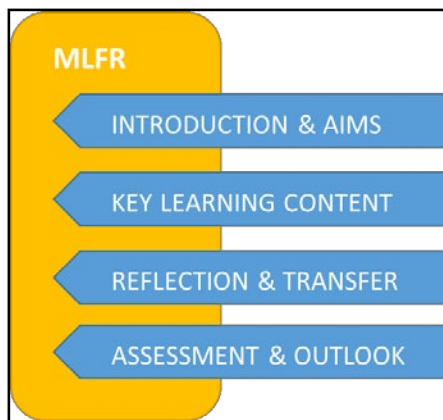 MLFR
INTRODUCTION & AIMS
KEY LEARNING CONTENT
REFLECTION & TRANSFER
ASSESSMENT & OUTLOOK